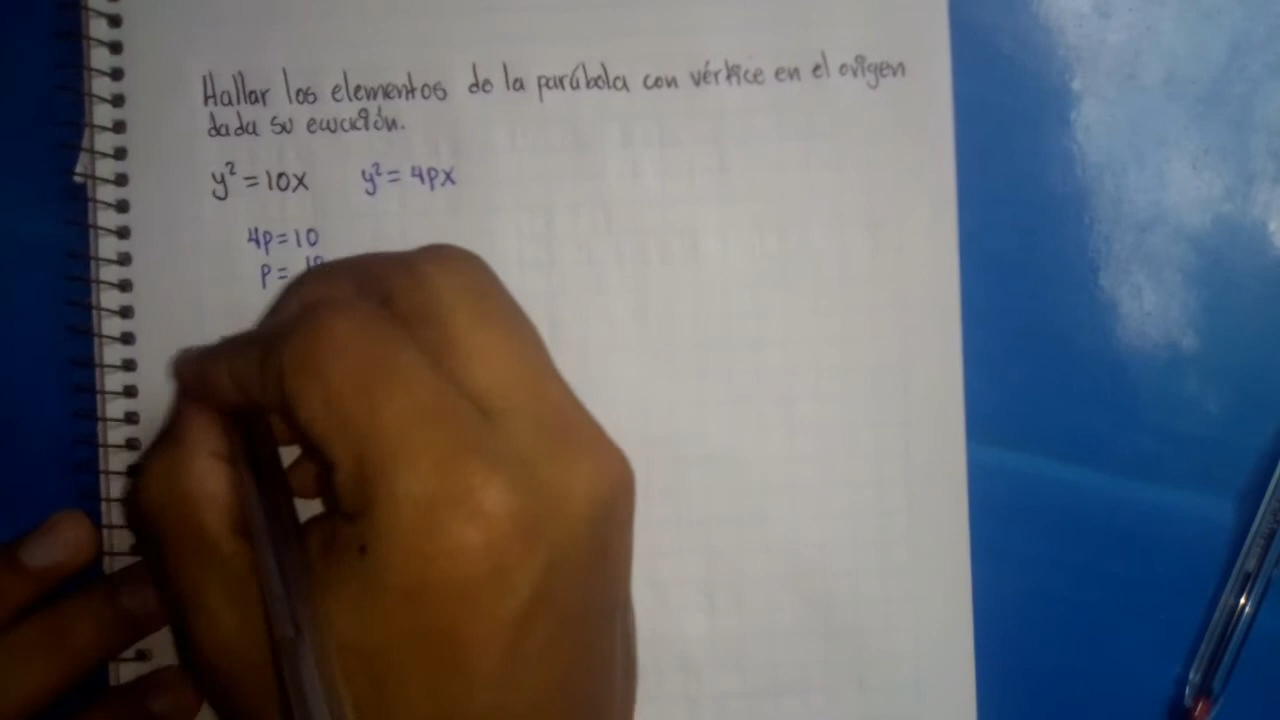 Hallar los elementos de la parábola con vértice en el origen
dada su ecuación.
y² = 10x y² = 4px
4p = 10
p = 10